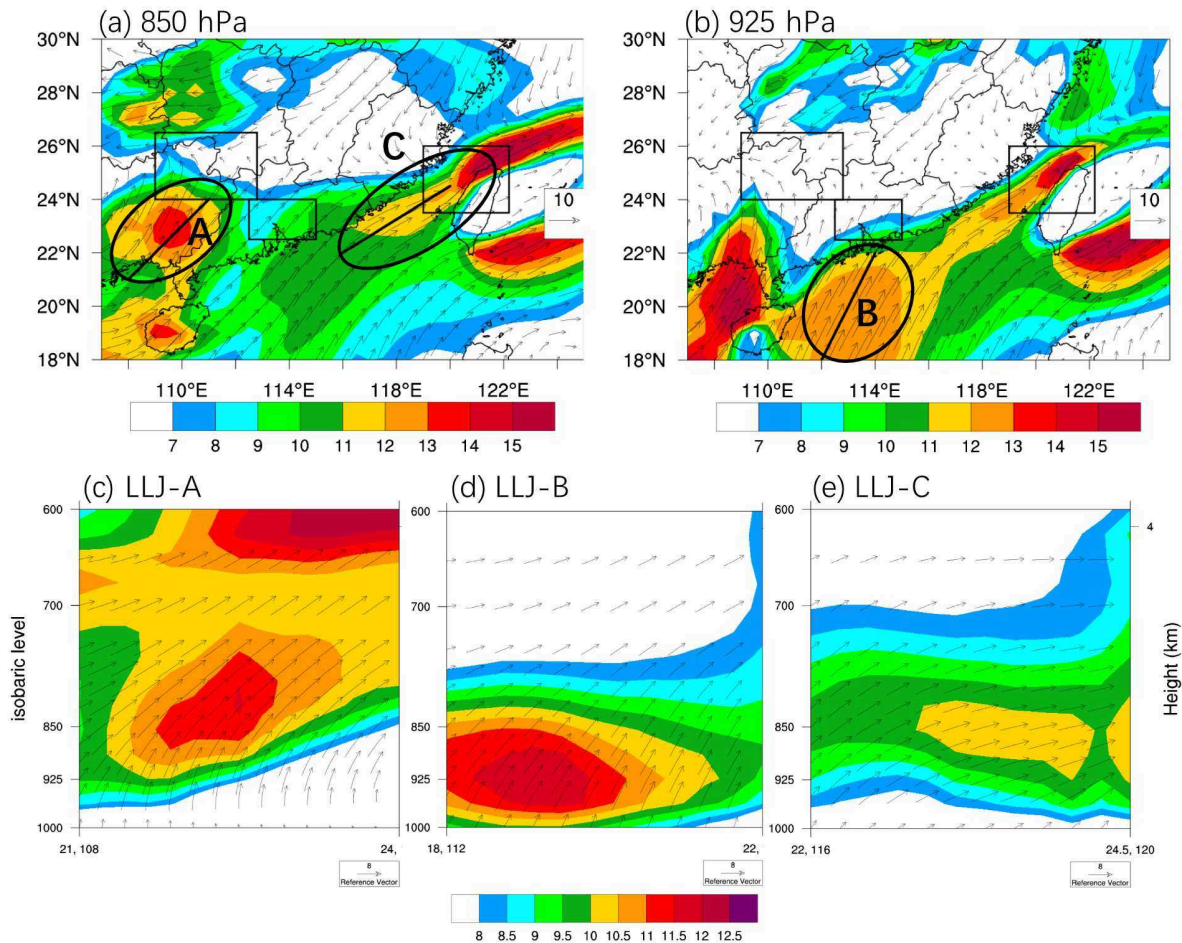 (a) 850 hPa
(b) 925 hPa
30°N
28°N
26°N
24°N
22°N
20°N
18°N
C
A
10
110°E 114°E 118°E 122°E
7 8 9 10 11 12 13 14 15
30°N
28°N
26°N
24°N
22°N
20°N
18°N
B
10
110°E 114°E 118°E 122°E
7 8 9 10 11 12 13 14 15
(c) LLJ-A
(d) LLJ-B
(e) LLJ-C
isobaric level
600
700
850
925
1000
21, 108 24,
8
Reference Vector
600
700
850
925
1000
18, 112 22,
8
Reference Vector
600
700
850
925
1000
22, 116 24.5, 120
4
Height (km)
8
Reference Vector
8 8.5 9 9.5 10 10.5 11 11.5 12 12.5